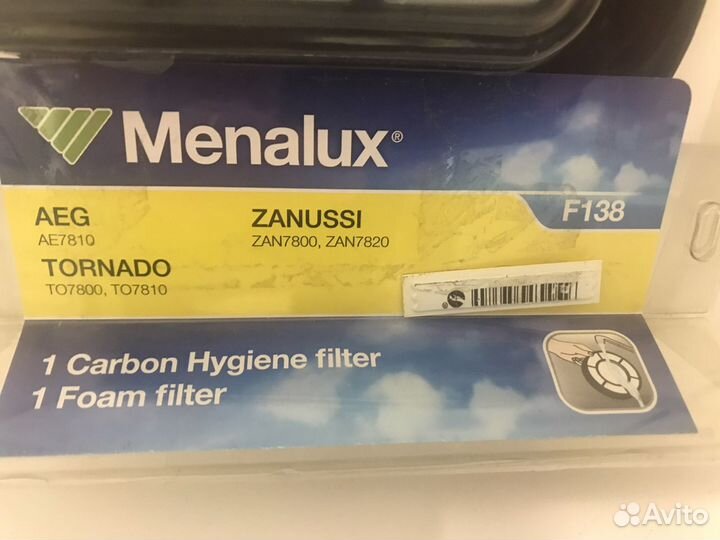 Menalux®
AEG
AE7810
ZANUSSI
ZAN7800, ZAN7820
F138
TORNADO
TO7800, TO7810
1 Carbon Hygiene filter
1 Foam filter
Avito